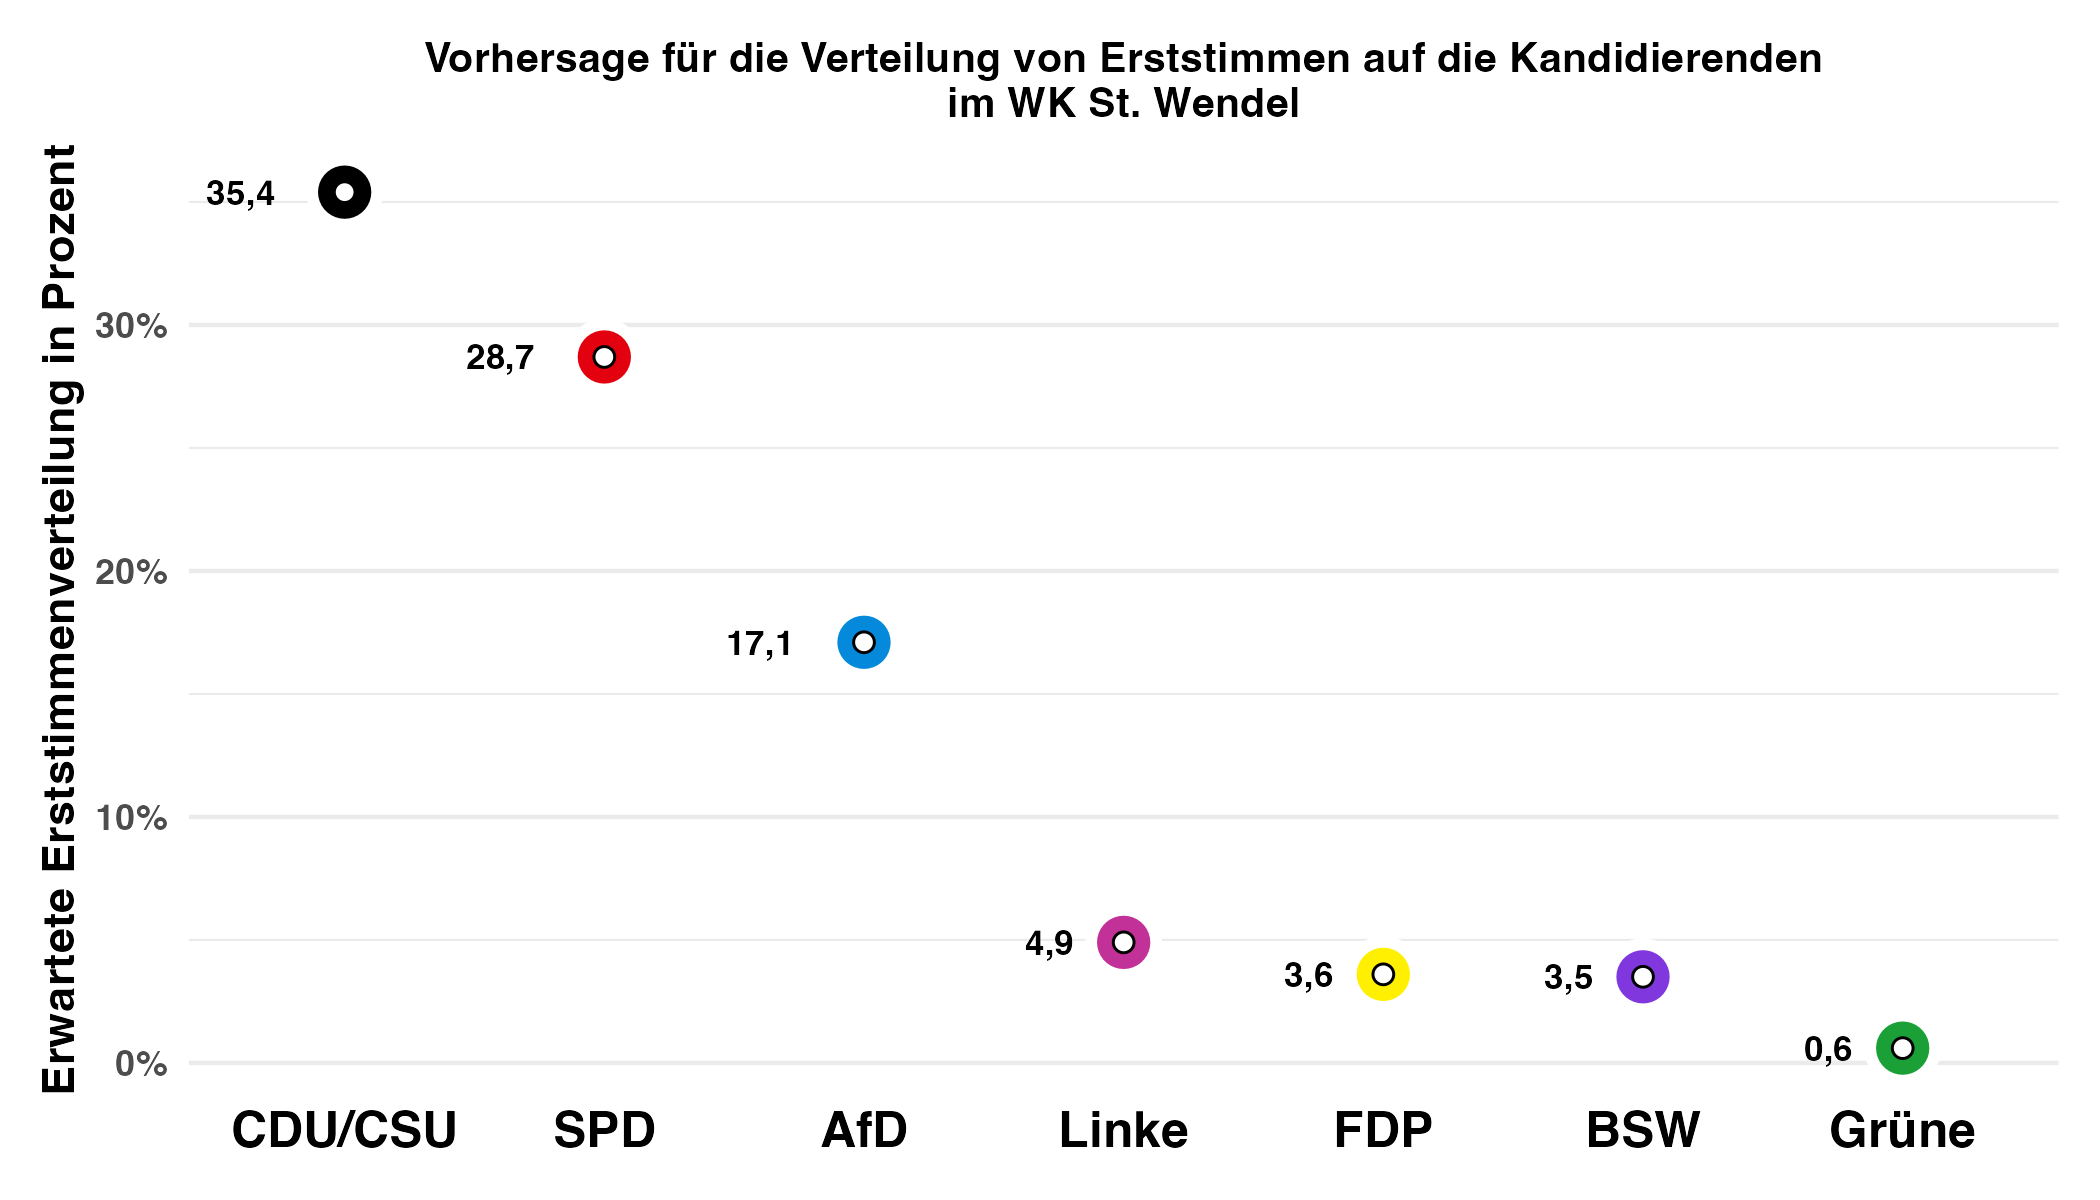 Vorhersage für die Verteilung von Erststimmen auf die Kandidierenden
im WK St. Wendel
Erwartete Erststimmenverteilung in Prozent
35,4
30%
28,7
20%
17,1
10%
4,9
3,6
3,5
0,6
0%
CDU/CSU SPD AfD Linke FDP BSW Grüne